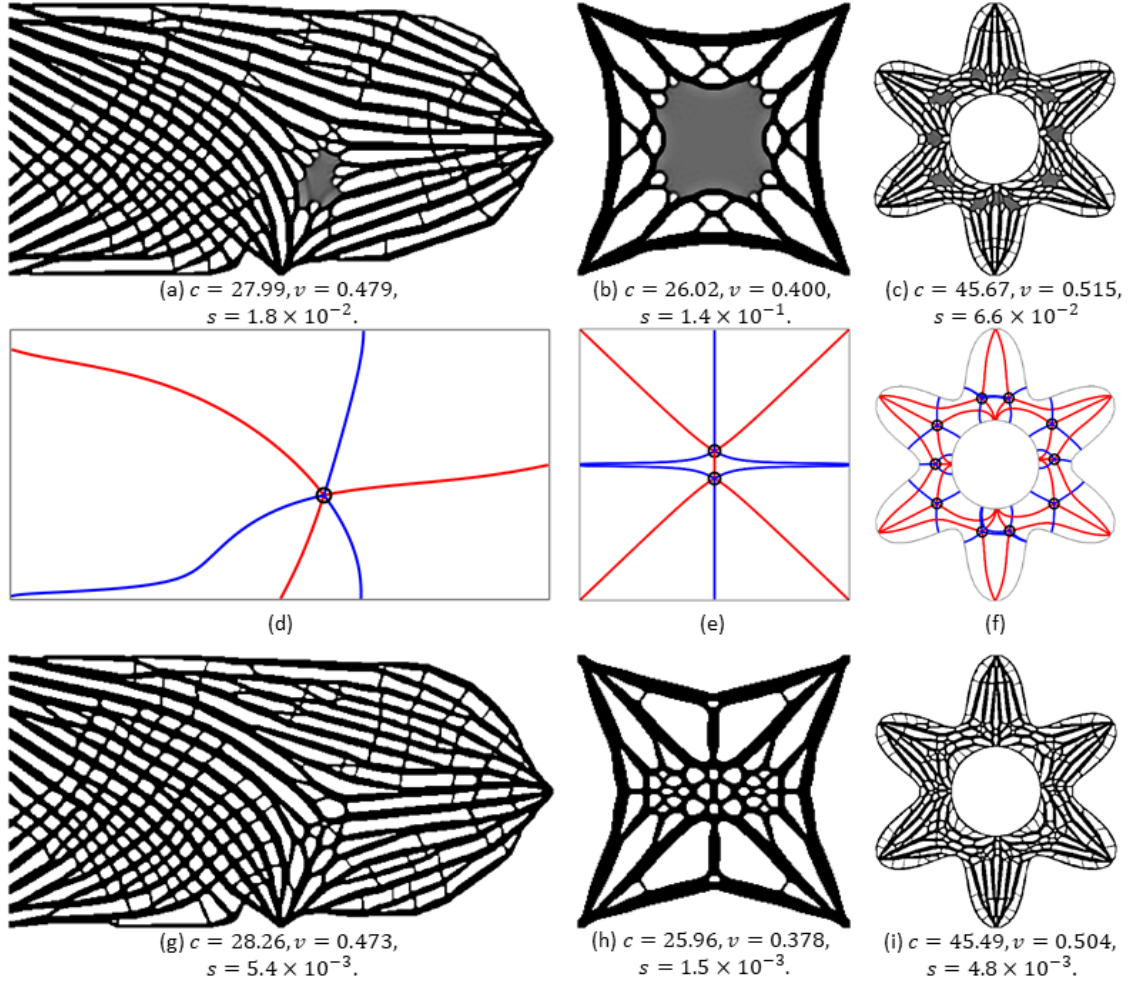 (a) 𝑐 = 27.99, 𝑣 = 0.479,
𝑠 = 1.8 × 10⁻².
(b) 𝑐 = 26.02, 𝑣 = 0.400,
𝑠 = 1.4 × 10⁻¹.
(c) 𝑐 = 45.67, 𝑣 = 0.515,
𝑠 = 6.6 × 10⁻²
(d)
(e)
(f)
(g) 𝑐 = 28.26, 𝑣 = 0.473,
𝑠 = 5.4 × 10⁻³.
(h) 𝑐 = 25.96, 𝑣 = 0.378,
𝑠 = 1.5 × 10⁻³.
(i) 𝑐 = 45.49, 𝑣 = 0.504,
𝑠 = 4.8 × 10⁻³.